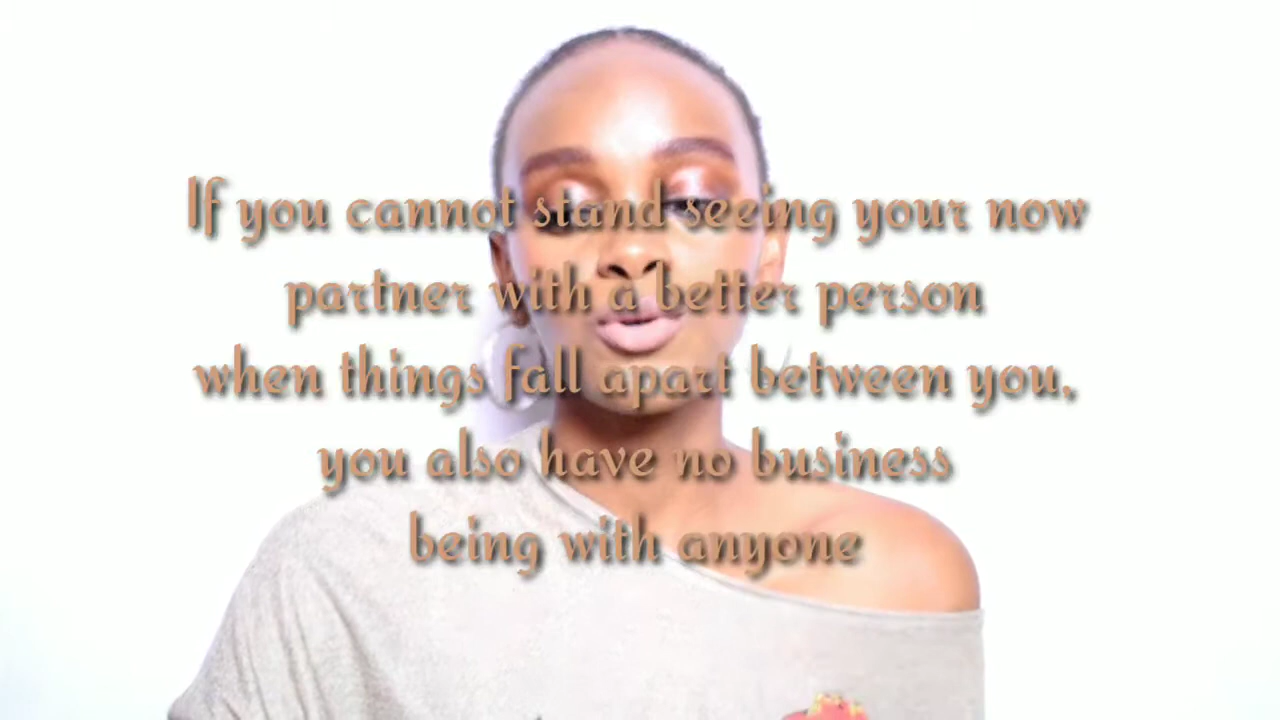 If you cannot stand seeing your now
partner with a better person
when things fall apart between you,
you also have no business
being with anyone